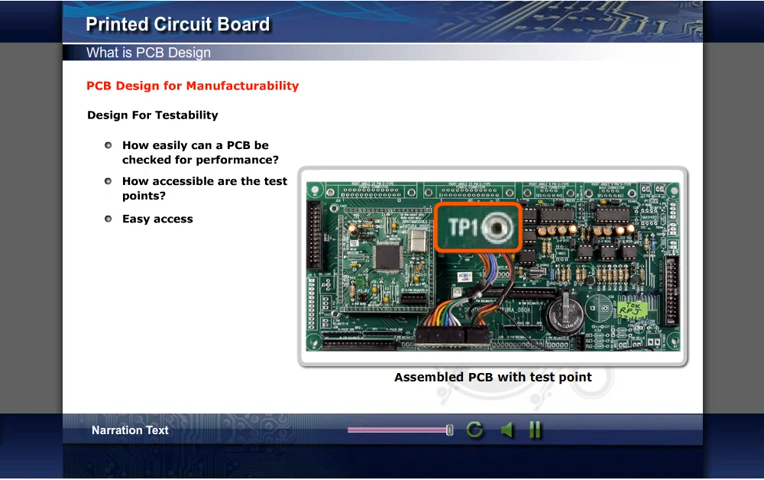 Printed Circuit Board
What is PCB Design
PCB Design for Manufacturability
Design For Testability
How easily can a PCB be
checked for performance?
How accessible are the test
points?
Easy access
TP1
Assembled PCB with test point
Narration Text